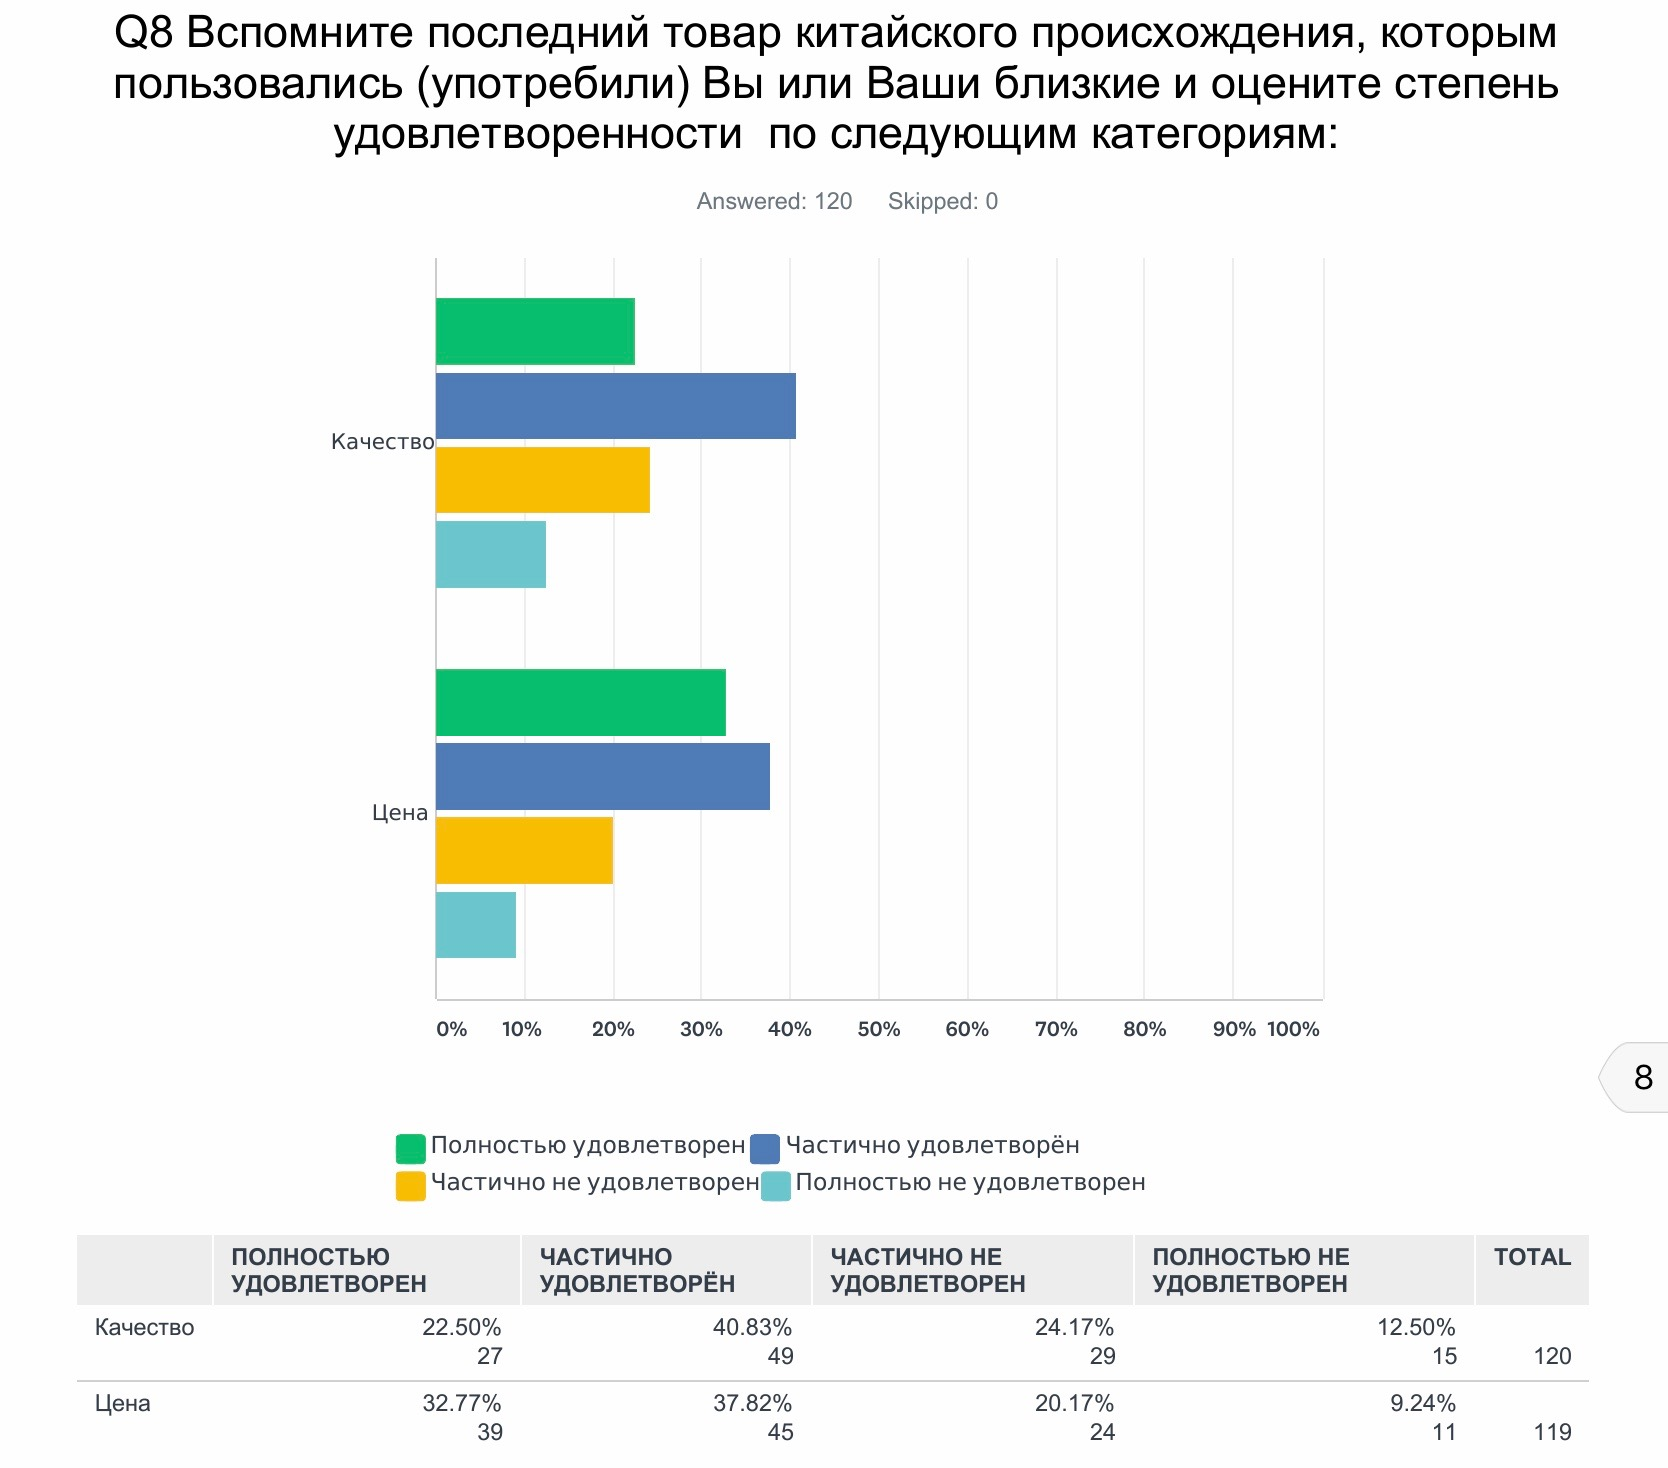 Q8 Вспомните последний товар китайского происхождения, которым
пользовались (употребили) Вы или Ваши близкие и оцените степень
удовлетворенности по следующим категориям:
Answered: 120 Skipped: 0
Качество
Цена
0% 10% 20% 30% 40% 50% 60% 70% 80% 90% 100%
8
Полностью удовлетворен Частично удовлетворён
Частично не удовлетворен Полностью не удовлетворен
ПОЛНОСТЬЮ ЧАСТИЧНО ЧАСТИЧНО НЕ ПОЛНОСТЬЮ НЕ TOTAL
УДОВЛЕТВОРЕН УДОВЛЕТВОРЁН УДОВЛЕТВОРЕН УДОВЛЕТВОРЕН
Качество 22.50% 40.83% 24.17% 12.50%
27 49 29 15 120
Цена 32.77% 37.82% 20.17% 9.24%
39 45 24 11 119